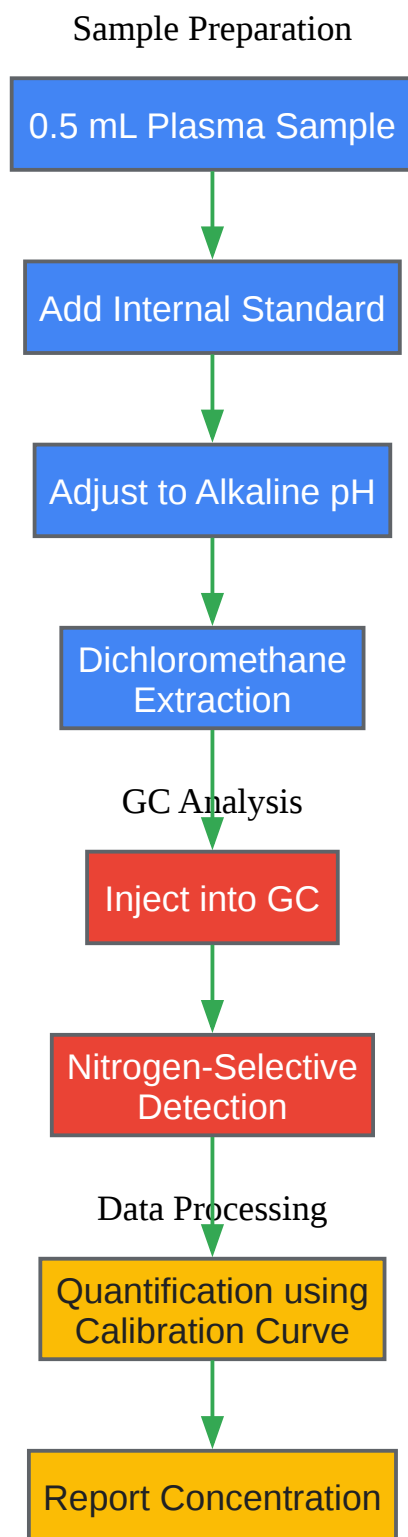 Sample Preparation
0.5 mL Plasma Sample
Add Internal Standard
Adjust to Alkaline pH
Dichloromethane
Extraction
GC Analysis
Inject into GC
Nitrogen-Selective
Detection
Data Processing
Quantification using
Calibration Curve
Report Concentration